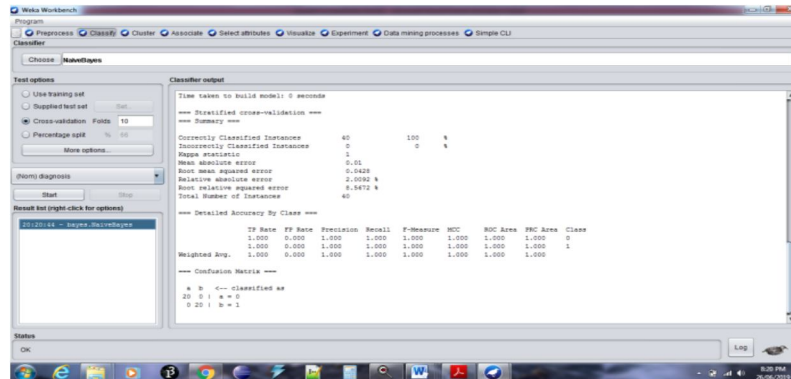 Weka Workbench
Program
Preprocess Classify Cluster Associate Select attributes Visualize Experiment Data mining processes Simple CLI
Classifier
Choose NaiveBayes
Test options
Use training set
Supplied test set Set...
Cross-validation Folds 10
Percentage split % 66
More options...
(Nom) diagnosis
Start Stop
Result list (right-click for options)
20:20:44 - bayes.NaiveBayes
Classifier output
Time taken to build model: 0 seconds
=== Stratified cross-validation ===
=== Summary ===
Correctly Classified Instances 40 100 %
Incorrectly Classified Instances 0 0 %
Kappa statistic 1
Mean absolute error 0.01
Root mean squared error 0.0428
Relative absolute error 2.0092 %
Root relative squared error 8.5672 %
Total Number of Instances 40
=== Detailed Accuracy By Class ===
TP Rate FP Rate Precision Recall F-Measure MCC ROC Area PRC Area Class
1.000 0.000 1.000 1.000 1.000 1.000 1.000 1.000 0
1.000 0.000 1.000 1.000 1.000 1.000 1.000 1.000 1
Weighted Avg. 1.000 0.000 1.000 1.000 1.000 1.000 1.000 1.000
=== Confusion Matrix ===
a b <-- classified as
20 0 | a = 0
0 20 | b = 1
Status
OK
Log
8:20 PM
26/06/2019